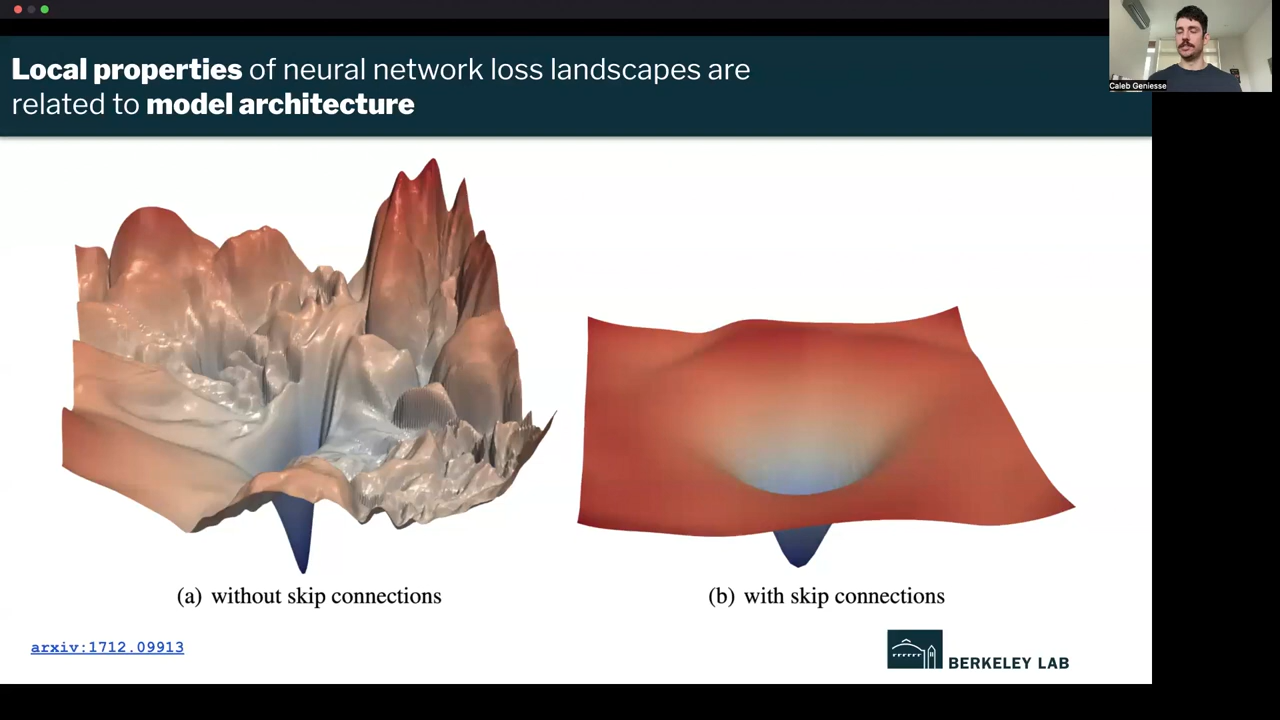 Local properties of neural network loss landscapes are
related to model architecture
Caleb Geniesse
(a) without skip connections
(b) with skip connections
arxiv:1712.09913
BERKELEY LAB